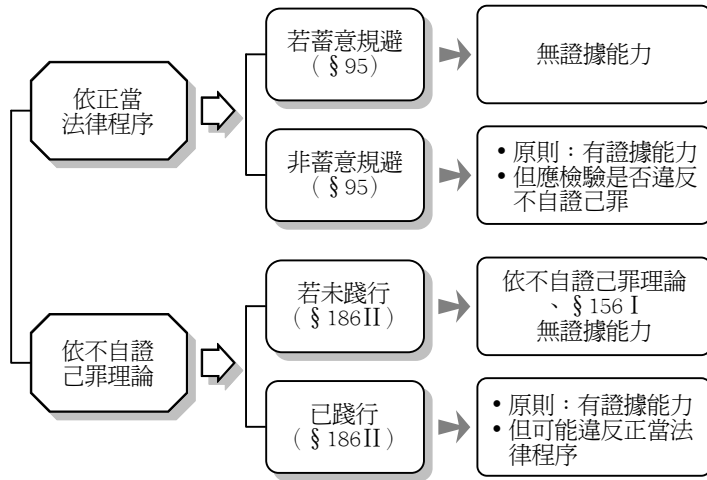 依正當
法律程序
若蓄意規避
(§95)
無證據能力
非蓄意規避
(§95)
•原則：有證據能力
•但應檢驗是否違反
不自證己罪
依不自證
己罪理論
若未踐行
(§186Ⅱ)
依不自證己罪理論
、§156Ⅰ
無證據能力
已踐行
(§186Ⅱ)
•原則：有證據能力
•但可能違反正當法
律程序